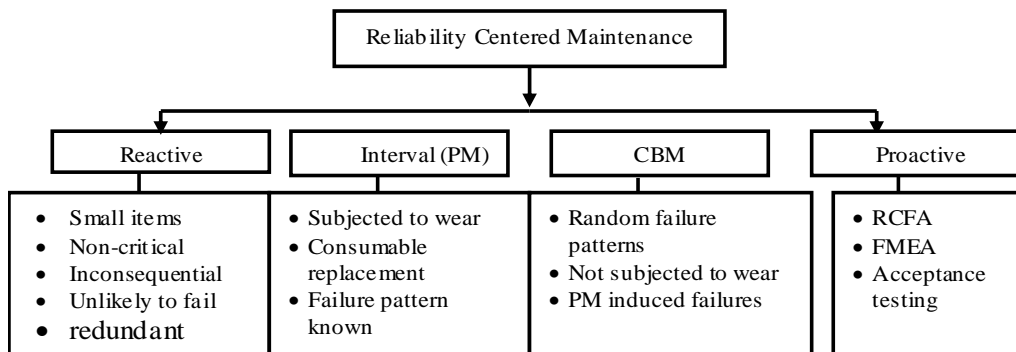 Reliability Centered Maintenance
Reactive
Interval (PM)
CBM
Proactive
• Small items
• Non-critical
• Inconsequential
• Unlikely to fail
• redundant
• Subjected to wear
• Consumable
replacement
• Failure pattern
known
• Random failure
patterns
• Not subjected to wear
• PM induced failures
• RCFA
• FMEA
• Acceptance
testing